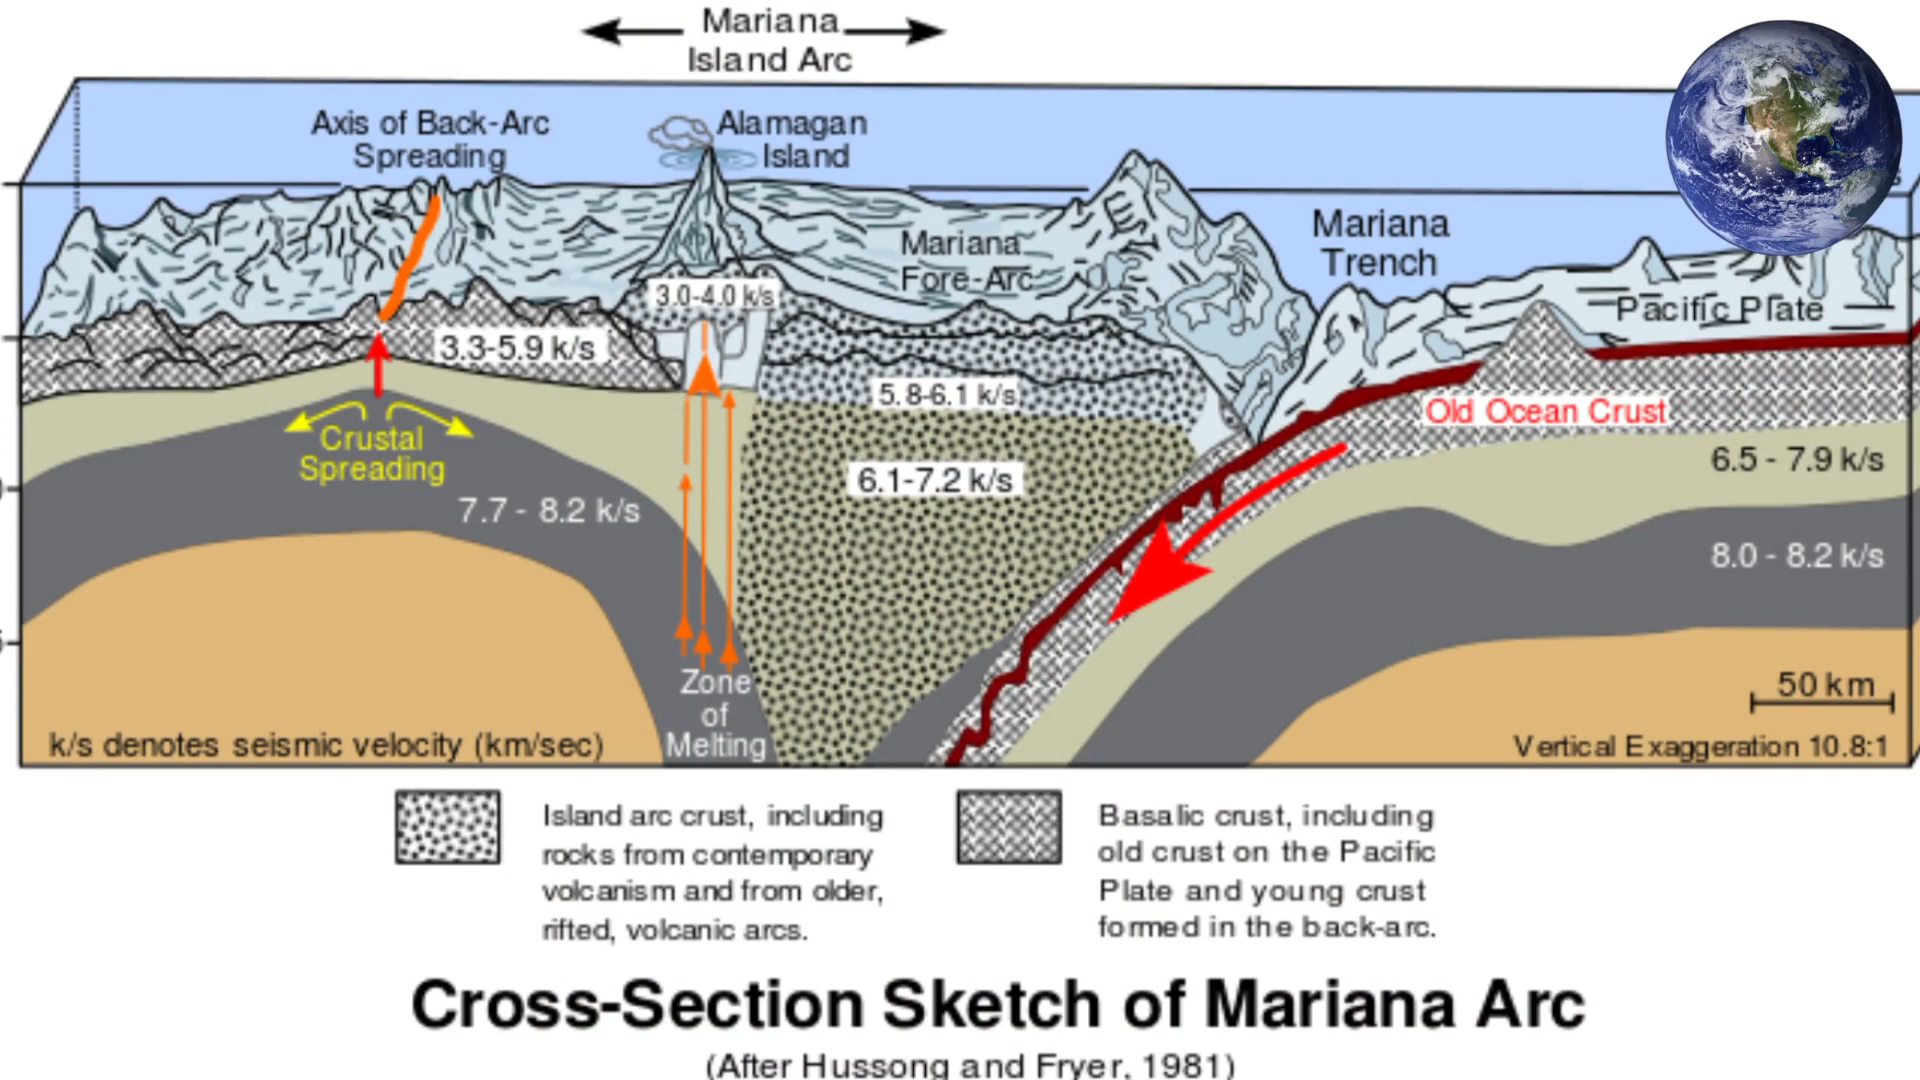 Mariana
Island Arc
Axis of Back-Arc
Spreading
Alamagan
Island
Mariana
Fore-Arc
Mariana
Trench
Pacific Plate
3.0-4.0 k/s
3.3-5.9 k/s
5.8-6.1 k/s
Old Ocean Crust
Crustal
Spreading
6.1-7.2 k/s
6.5 - 7.9 k/s
7.7 - 8.2 k/s
8.0 - 8.2 k/s
Zone
of
Melting
50 km
k/s denotes seismic velocity (km/sec)
Vertical Exaggeration 10.8:1
Island arc crust, including
rocks from contemporary
volcanism and from older,
rifted, volcanic arcs.
Basalic crust, including
old crust on the Pacific
Plate and young crust
formed in the back-arc.
Cross-Section Sketch of Mariana Arc
(After Hussong and Fryer, 1981)